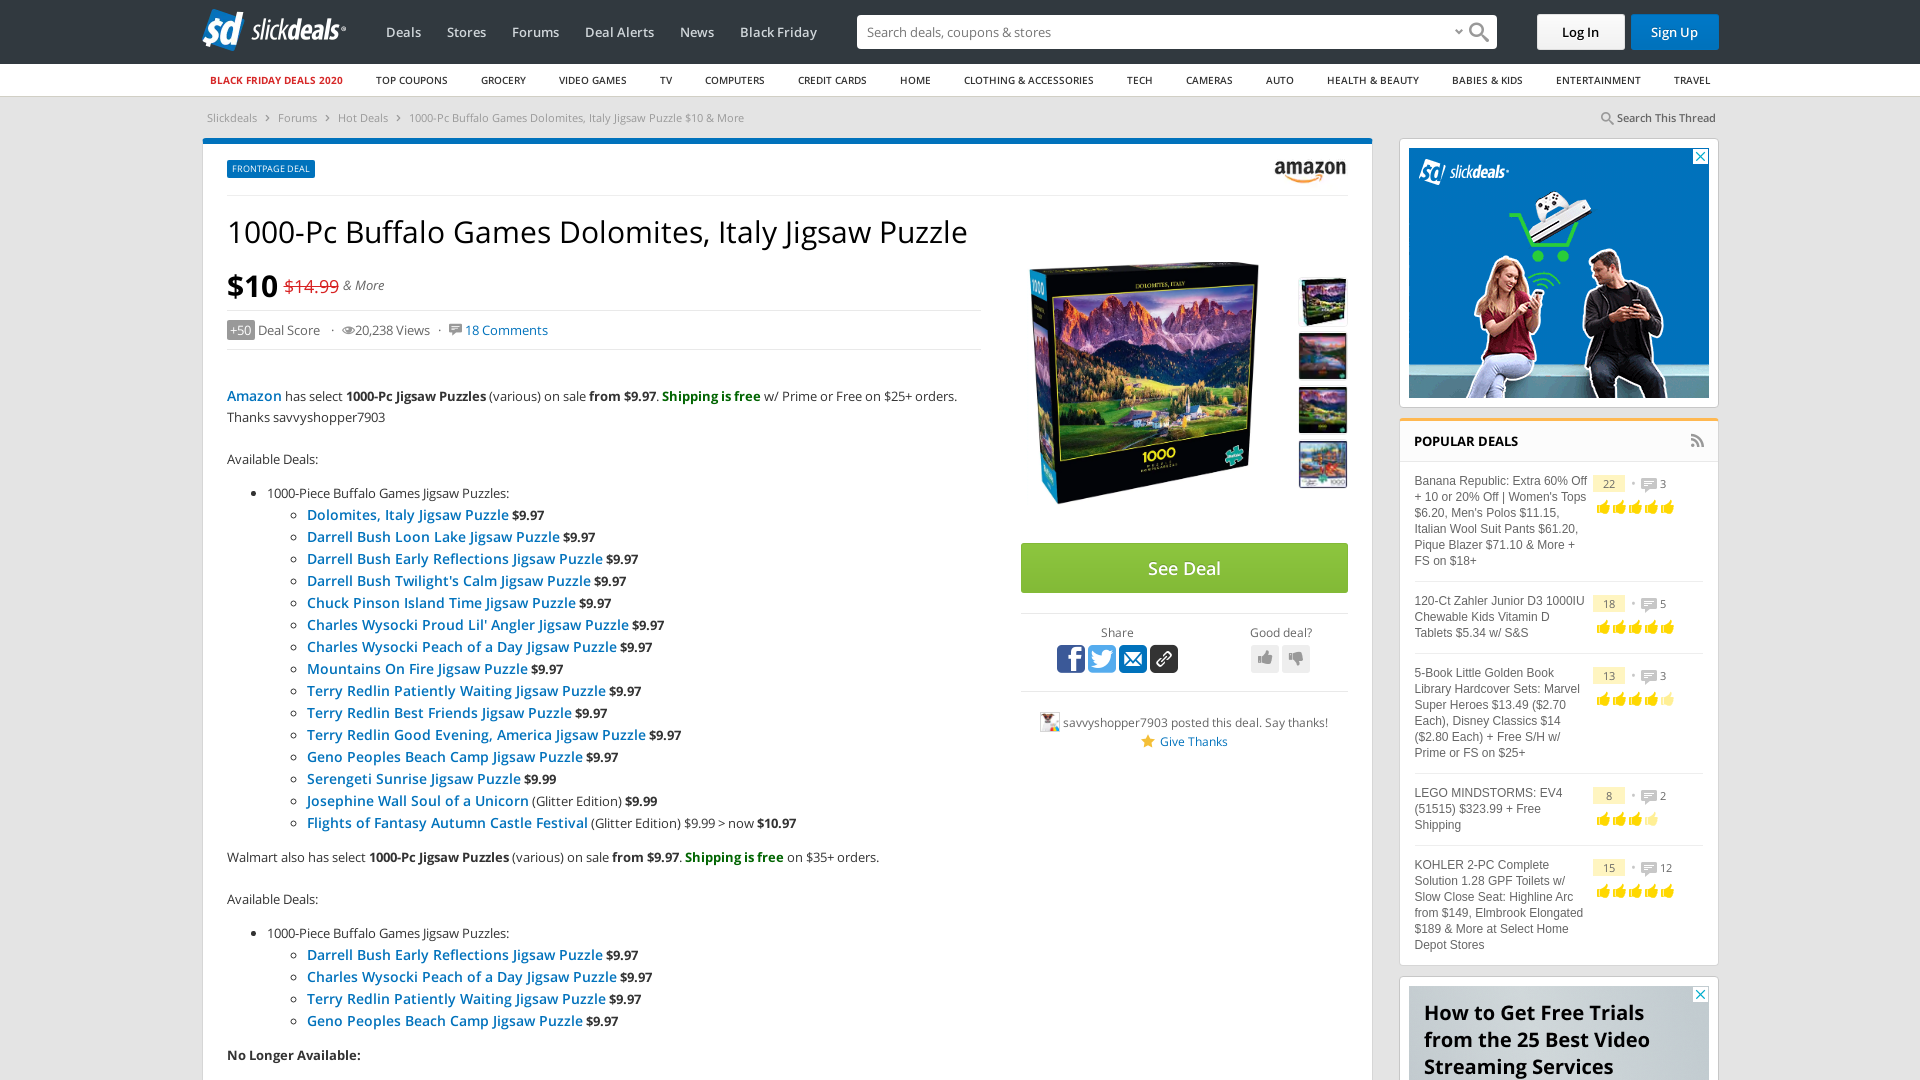 sd slickdeals
Deals
Stores
Forums
Deal Alerts
News
Black Friday
Search deals, coupons & stores
Log In
Sign Up
BLACK FRIDAY DEALS 2020
TOP COUPONS
GROCERY
VIDEO GAMES
TV
COMPUTERS
CREDIT CARDS
HOME
CLOTHING & ACCESSORIES
TECH
CAMERAS
AUTO
HEALTH & BEAUTY
BABIES & KIDS
ENTERTAINMENT
TRAVEL
Slickdeals > Forums > Hot Deals > 1000-Pc Buffalo Games Dolomites, Italy Jigsaw Puzzle $10 & More
Search This Thread
FRONTPAGE DEAL
amazon
1000-Pc Buffalo Games Dolomites, Italy Jigsaw Puzzle
$10 $14.99 & More
+50 Deal Score · 20,238 Views · 18 Comments
Amazon has select 1000-Pc Jigsaw Puzzles (various) on sale from $9.97. Shipping is free w/ Prime or Free on $25+ orders.
Thanks savvyshopper7903
Available Deals:
• 1000-Piece Buffalo Games Jigsaw Puzzles:
Dolomites, Italy Jigsaw Puzzle $9.97
Darrell Bush Loon Lake Jigsaw Puzzle $9.97
Darrell Bush Early Reflections Jigsaw Puzzle $9.97
Darrell Bush Twilight's Calm Jigsaw Puzzle $9.97
Chuck Pinson Island Time Jigsaw Puzzle $9.97
Charles Wysocki Proud Lil' Angler Jigsaw Puzzle $9.97
Charles Wysocki Peach of a Day Jigsaw Puzzle $9.97
Mountains On Fire Jigsaw Puzzle $9.97
Terry Redlin Patiently Waiting Jigsaw Puzzle $9.97
Terry Redlin Best Friends Jigsaw Puzzle $9.97
Terry Redlin Good Evening, America Jigsaw Puzzle $9.97
Geno Peoples Beach Camp Jigsaw Puzzle $9.97
Serengeti Sunrise Jigsaw Puzzle $9.99
Josephine Wall Soul of a Unicorn (Glitter Edition) $9.99
Flights of Fantasy Autumn Castle Festival (Glitter Edition) $9.99 > now $10.97
Walmart also has select 1000-Pc Jigsaw Puzzles (various) on sale from $9.97. Shipping is free on $35+ orders.
Available Deals:
• 1000-Piece Buffalo Games Jigsaw Puzzles:
Darrell Bush Early Reflections Jigsaw Puzzle $9.97
Charles Wysocki Peach of a Day Jigsaw Puzzle $9.97
Terry Redlin Patiently Waiting Jigsaw Puzzle $9.97
Geno Peoples Beach Camp Jigsaw Puzzle $9.97
No Longer Available:
1000
DOLOMITES, ITALY
1000
See Deal
Share
Good deal?
savvyshopper7903 posted this deal. Say thanks!
Give Thanks
sd slickdeals
POPULAR DEALS
Banana Republic: Extra 60% Off
+ 10 or 20% Off | Women's Tops
$6.20, Men's Polos $11.15,
Italian Wool Suit Pants $61.20,
Pique Blazer $71.10 & More +
FS on $18+
22 • 3
120-Ct Zahler Junior D3 1000IU
Chewable Kids Vitamin D
Tablets $5.34 w/ S&S
18 • 5
5-Book Little Golden Book
Library Hardcover Sets: Marvel
Super Heroes $13.49 ($2.70
Each), Disney Classics $14
($2.80 Each) + Free S/H w/
Prime or FS on $25+
13 • 3
LEGO MINDSTORMS: EV4
(51515) $323.99 + Free
Shipping
8 • 2
KOHLER 2-PC Complete
Solution 1.28 GPF Toilets w/
Slow Close Seat: Highline Arc
from $149, Elmbrook Elongated
$189 & More at Select Home
Depot Stores
15 • 12
How to Get Free Trials
from the 25 Best Video
Streaming Services